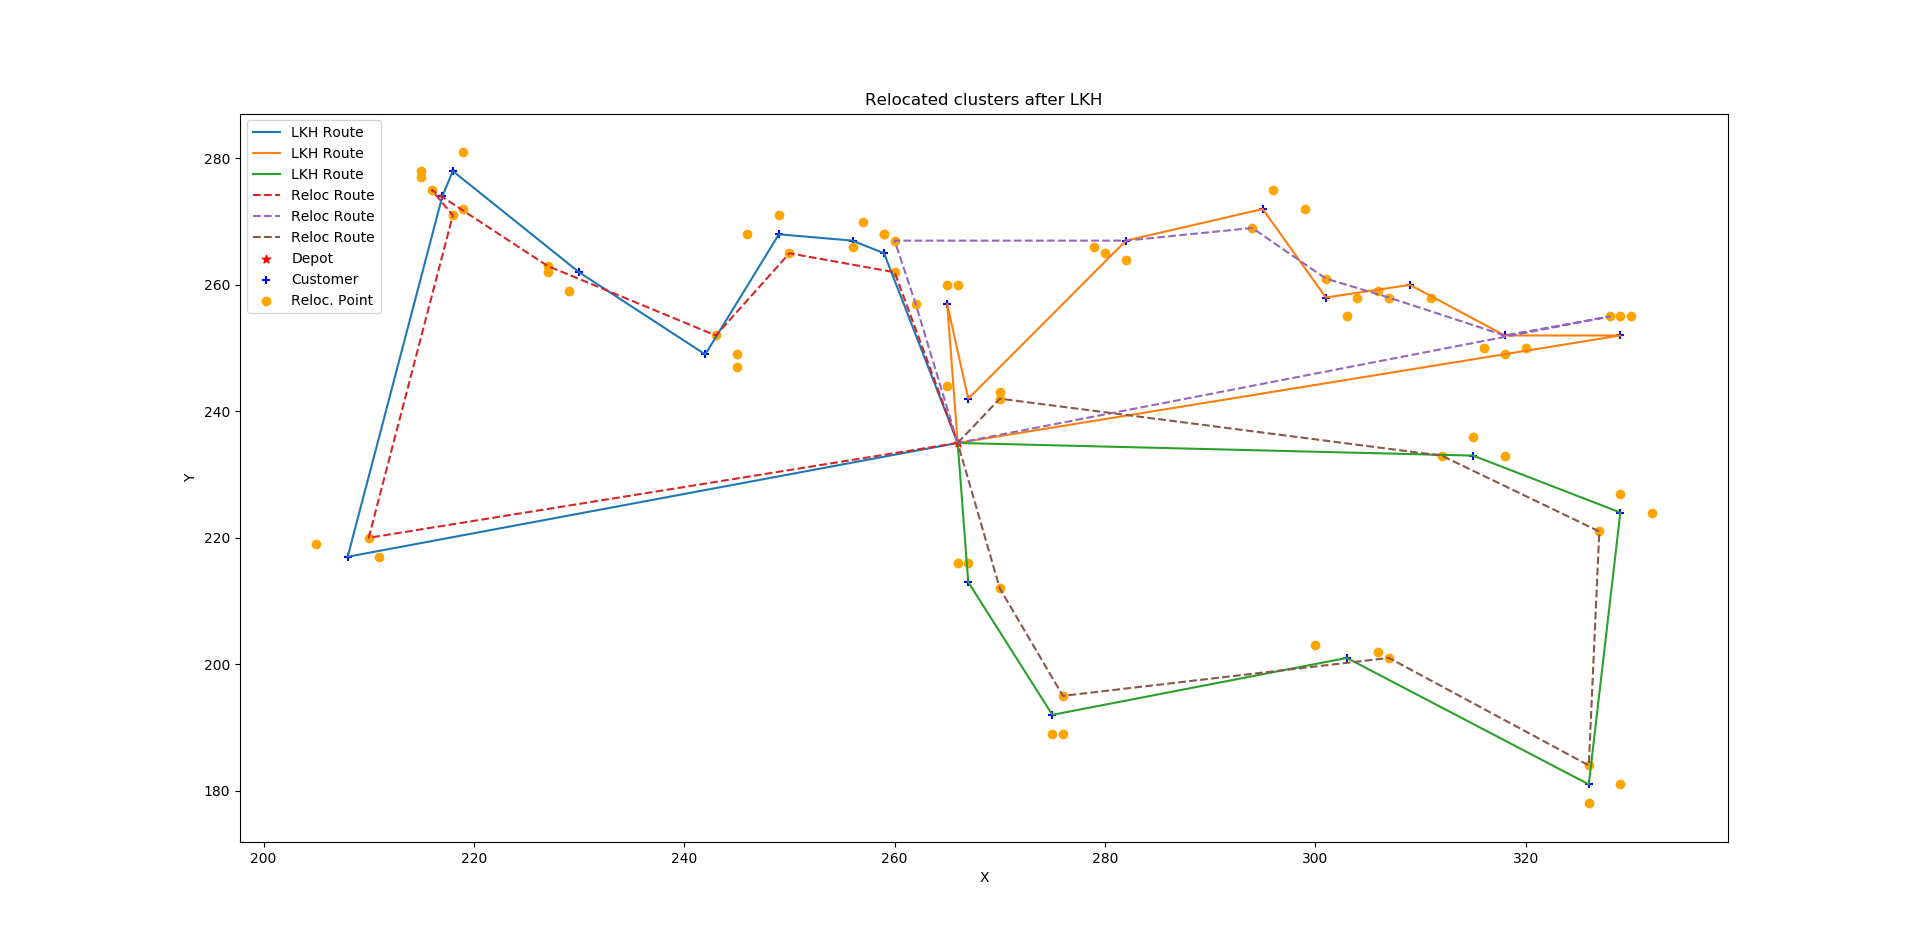 Relocated clusters after LKH
LKH Route
LKH Route
LKH Route
Reloc Route
Reloc Route
Reloc Route
Depot
Customer
Reloc. Point
280
260
240
220
200
180
Y
200 220 240 260 280 300 320
X